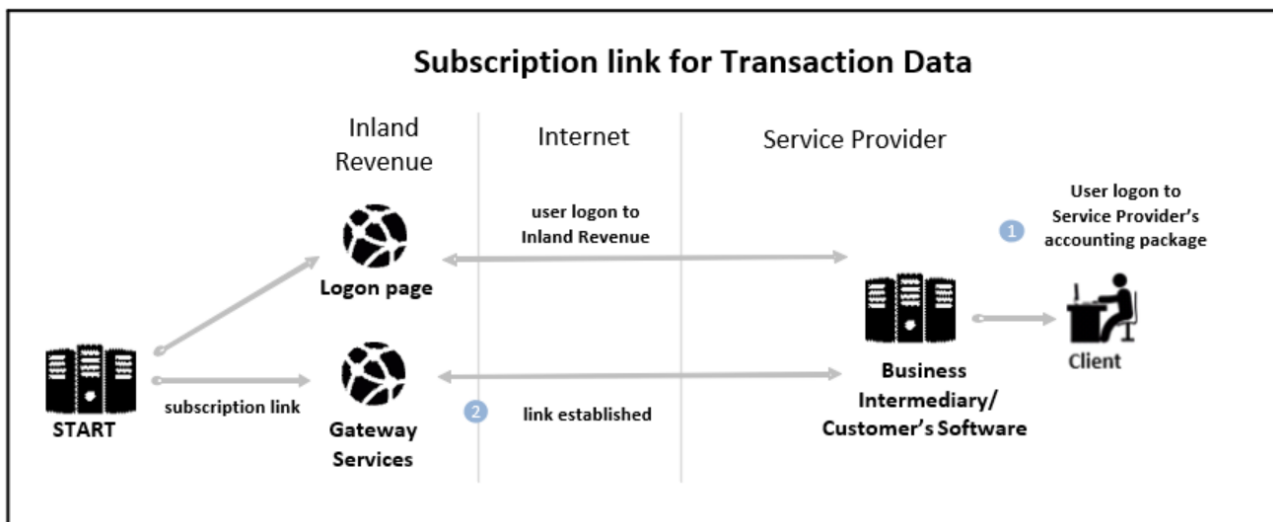 Subscription link for Transaction Data
Inland
Revenue
Internet
Service Provider
user logon to
Inland Revenue
1
User logon to
Service Provider's
accounting package
Logon page
START
subscription link
Gateway
Services
2
link established
Business
Intermediary/
Customer's Software
Client